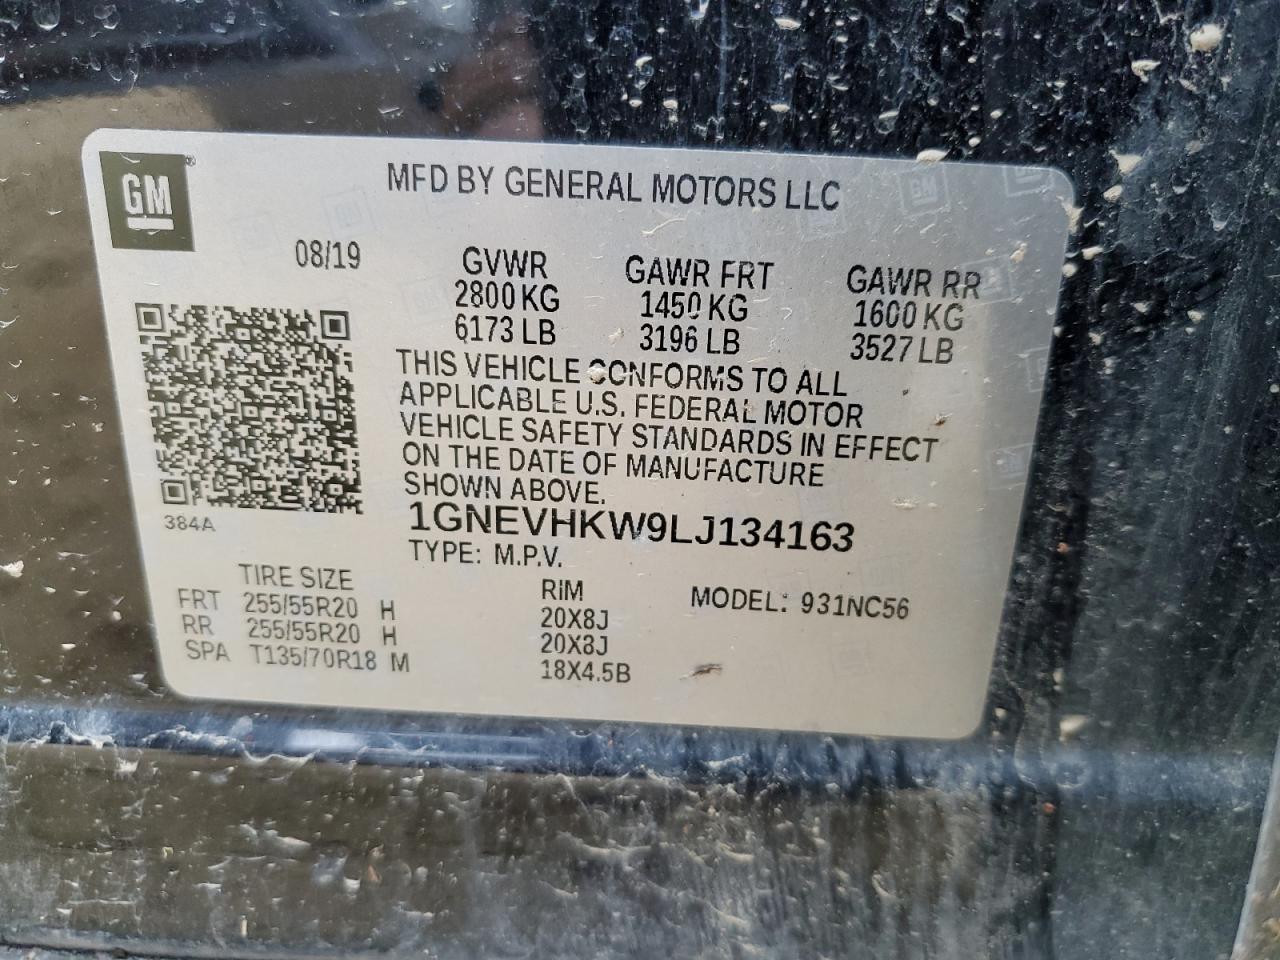 GM
MFD BY GENERAL MOTORS LLC
08/19
GVWR GAWR FRT GAWR RR
2800 KG 1450 KG 1600 KG
6173 LB 3196 LB 3527 LB
THIS VEHICLE CONFORMS TO ALL
APPLICABLE U.S. FEDERAL MOTOR
VEHICLE SAFETY STANDARDS IN EFFECT
ON THE DATE OF MANUFACTURE
SHOWN ABOVE.
384A
1GNEVHKW9LJ134163
TYPE: M.P.V.
TIRE SIZE RIM MODEL: 931NC56
FRT 255/55R20 H 20X8J
RR 255/55R20 H 20X8J
SPA T135/70R18 M 18X4.5B